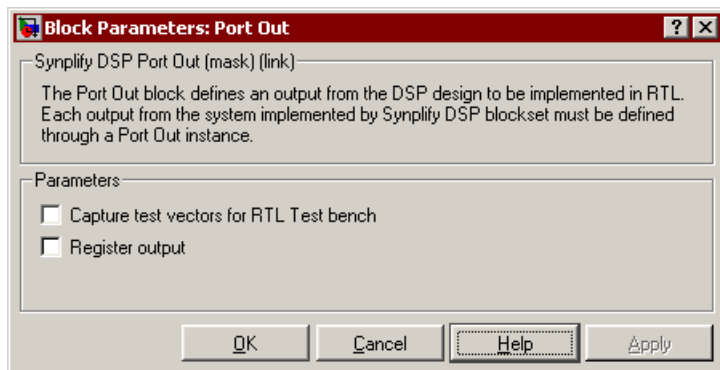 Block Parameters: Port Out
Synplify DSP Port Out (mask) (link)
The Port Out block defines an output from the DSP design to be implemented in RTL.
Each output from the system implemented by Synplify DSP blockset must be defined
through a Port Out instance.
Parameters
Capture test vectors for RTL Test bench
Register output
OK Cancel Help Apply